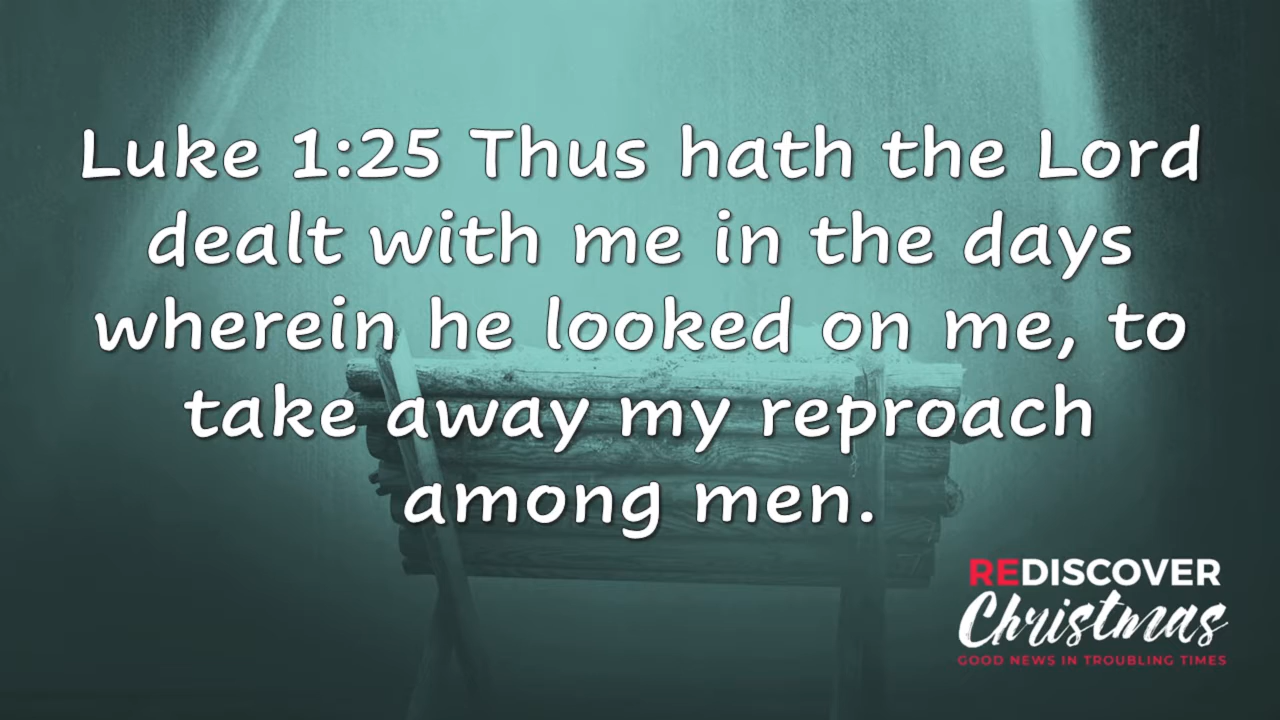 Luke 1:25 Thus hath the Lord
dealt with me in the days
wherein he looked on me, to
take away my reproach
among men.
REDISCOVER
Christmas
GOOD NEWS IN TROUBLING TIMES